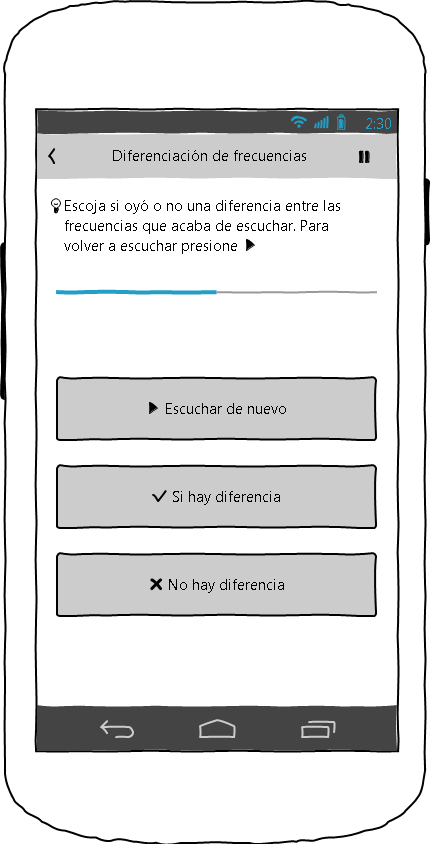 2:30
Diferenciación de frecuencias
Escoja si oyó o no una diferencia entre las
frecuencias que acaba de escuchar. Para
volver a escuchar presione
Escuchar de nuevo
Si hay diferencia
No hay diferencia